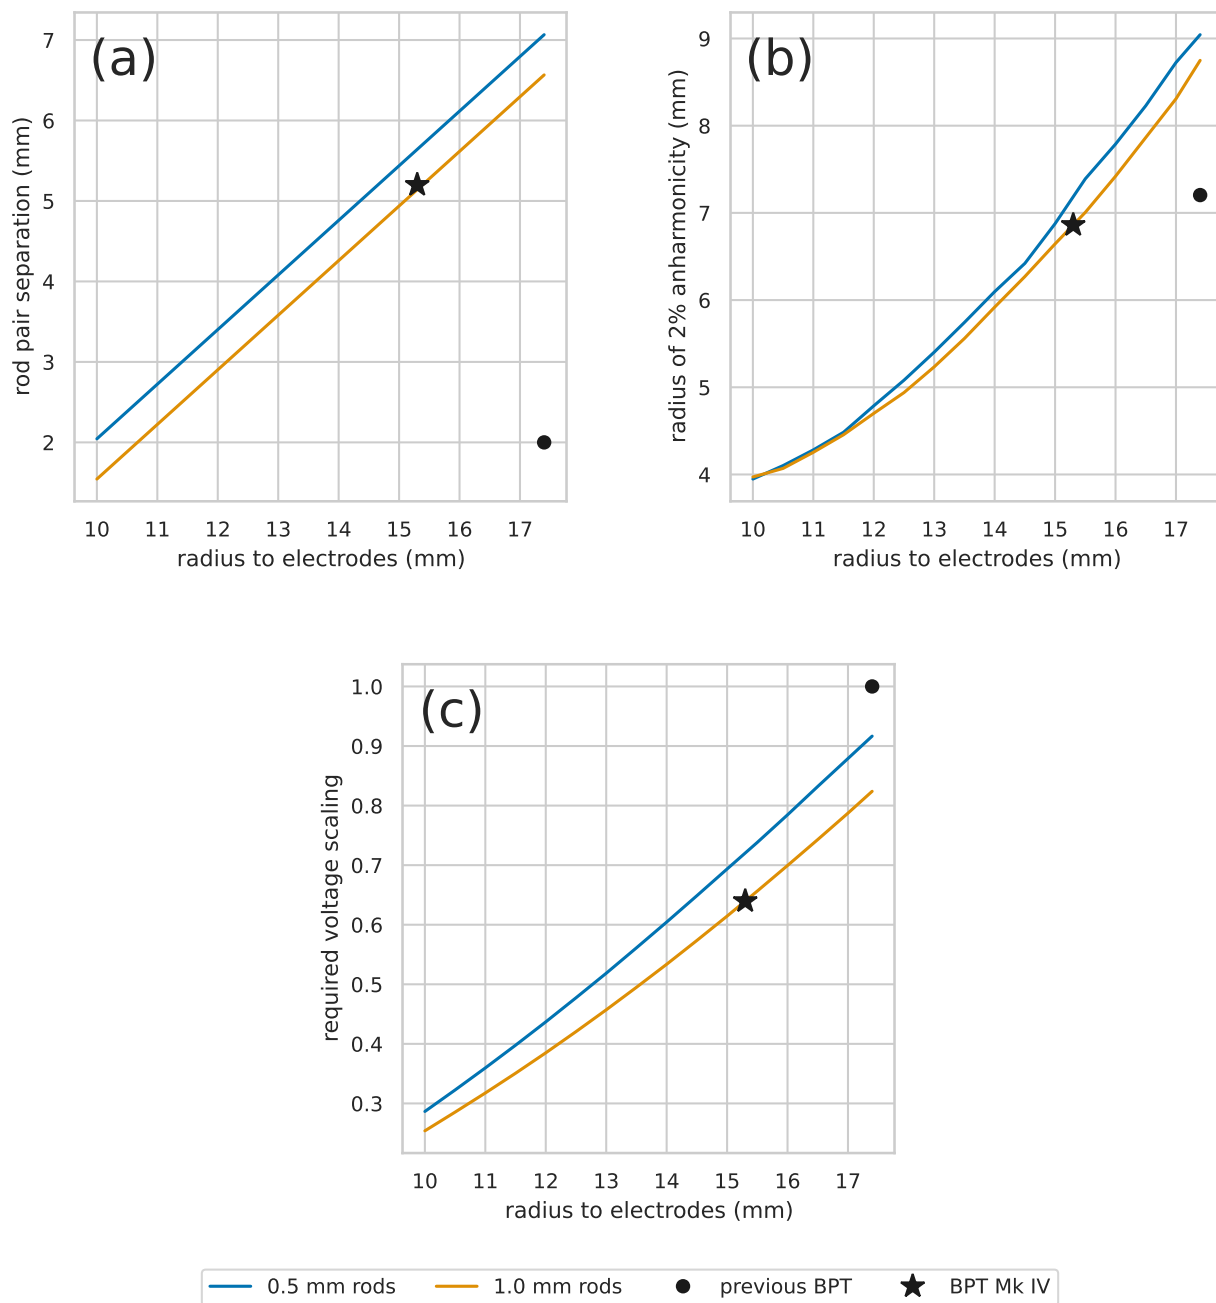 (a)
rod pair separation (mm)
7
6
5
4
3
2
10 11 12 13 14 15 16 17
radius to electrodes (mm)
(b)
radius of 2% anharmonicity (mm)
9
8
7
6
5
4
10 11 12 13 14 15 16 17
radius to electrodes (mm)
(c)
required voltage scaling
1.0
0.9
0.8
0.7
0.6
0.5
0.4
0.3
10 11 12 13 14 15 16 17
radius to electrodes (mm)
0.5 mm rods 1.0 mm rods previous BPT BPT Mk IV